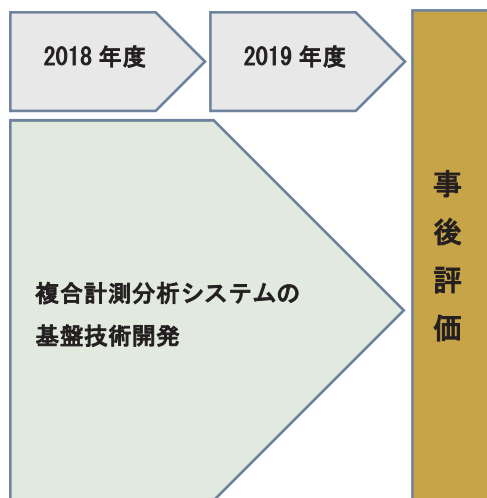 2018 年度
2019 年度
複合計測分析システムの
基盤技術開発
事後評価